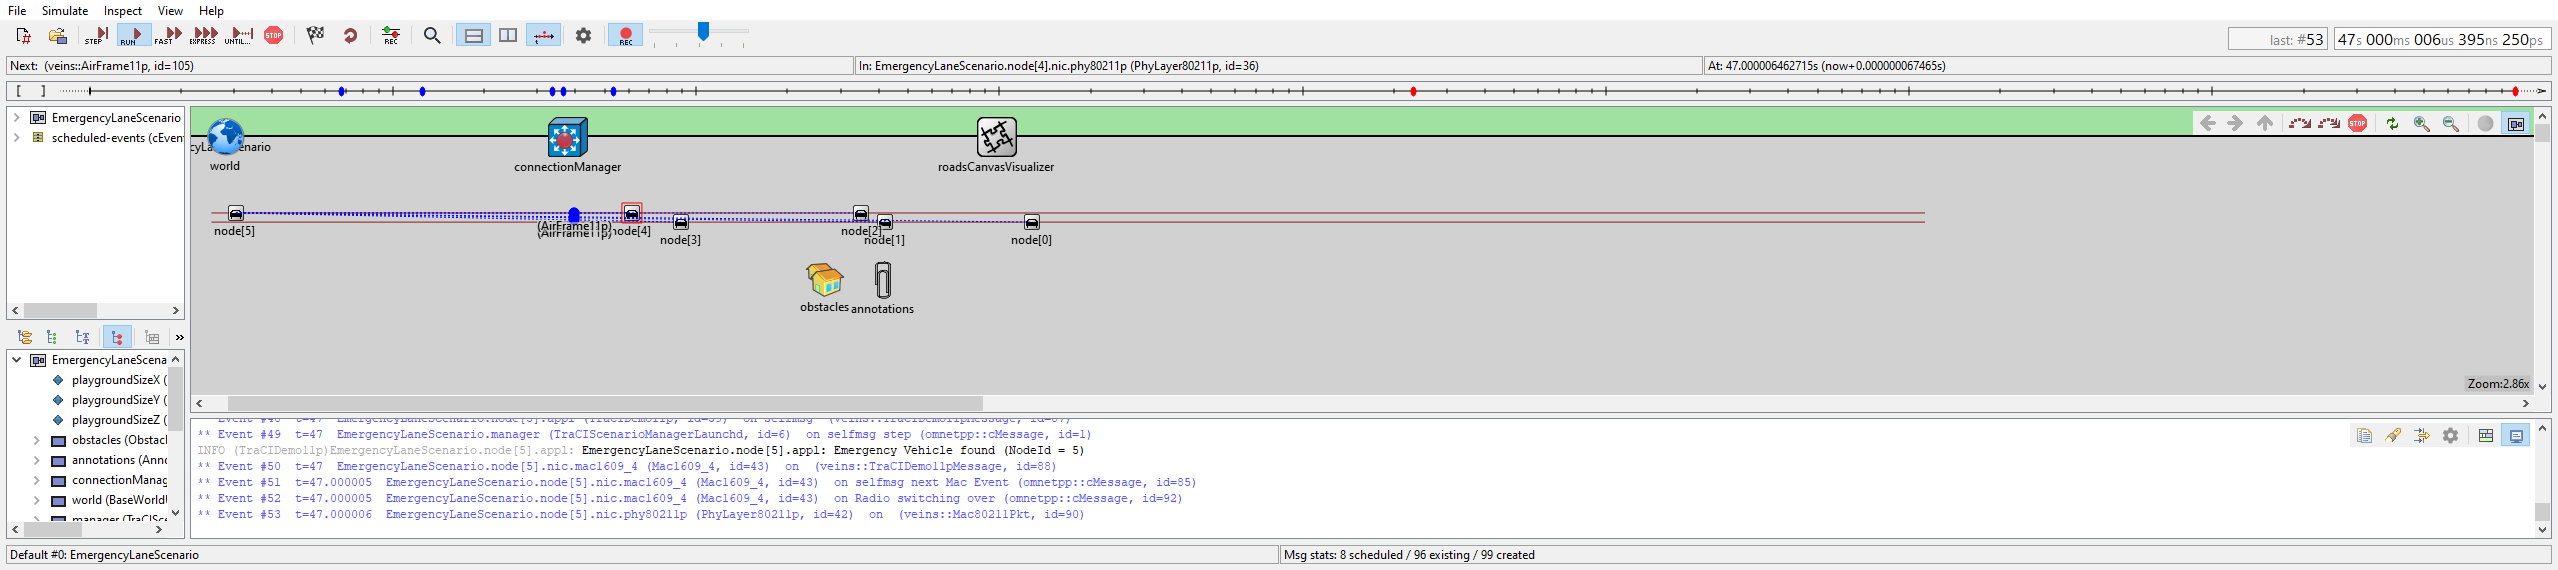 File Simulate Inspect View Help
STEP RUN FAST EXPRESS UNTIL... STOP REC REC
last: #53
47s 000ms 006us 395ns 250ps
Next: (veins::AirFrame11p, id=105)
In: EmergencyLaneScenario.node[4].nic.phy80211p (PhyLayer80211p, id=36)
At: 47.000006462715s (now+0.000000067465s)
[ ]
EmergencyLaneScenario
scheduled-events (cEven
STOP
world
connectionManager
roadsCanvasVisualizer
node[5]
(AirFrame11p)
(AirFrame11p)
node[4]
node[3]
node[2]
node[1]
node[0]
obstacles
annotations
Zoom:2.86x
EmergencyLaneScena
playgroundSizeX (
playgroundSizeY (
playgroundSizeZ (
obstacles (Obstacl
annotations (Anno
connectionManag
world (BaseWorldU
manager (TraCISce
** Event #49 t=47 EmergencyLaneScenario.manager (TraCIScenarioManagerLaunchd, id=6) on selfmsg step (omnetpp::cMessage, id=1)
INFO (TraCIDemo11p)EmergencyLaneScenario.node[5].appl: EmergencyLaneScenario.node[5].appl: Emergency Vehicle found (NodeId = 5)
** Event #50 t=47 EmergencyLaneScenario.node[5].nic.mac1609_4 (Mac1609_4, id=43) on (veins::TraCIDemo11pMessage, id=88)
** Event #51 t=47.000005 EmergencyLaneScenario.node[5].nic.mac1609_4 (Mac1609_4, id=43) on selfmsg next Mac Event (omnetpp::cMessage, id=85)
** Event #52 t=47.000005 EmergencyLaneScenario.node[5].nic.mac1609_4 (Mac1609_4, id=43) on Radio switching over (omnetpp::cMessage, id=92)
** Event #53 t=47.000006 EmergencyLaneScenario.node[5].nic.phy80211p (PhyLayer80211p, id=42) on (veins::Mac80211Pkt, id=90)
Default #0: EmergencyLaneScenario
Msg stats: 8 scheduled / 96 existing / 99 created